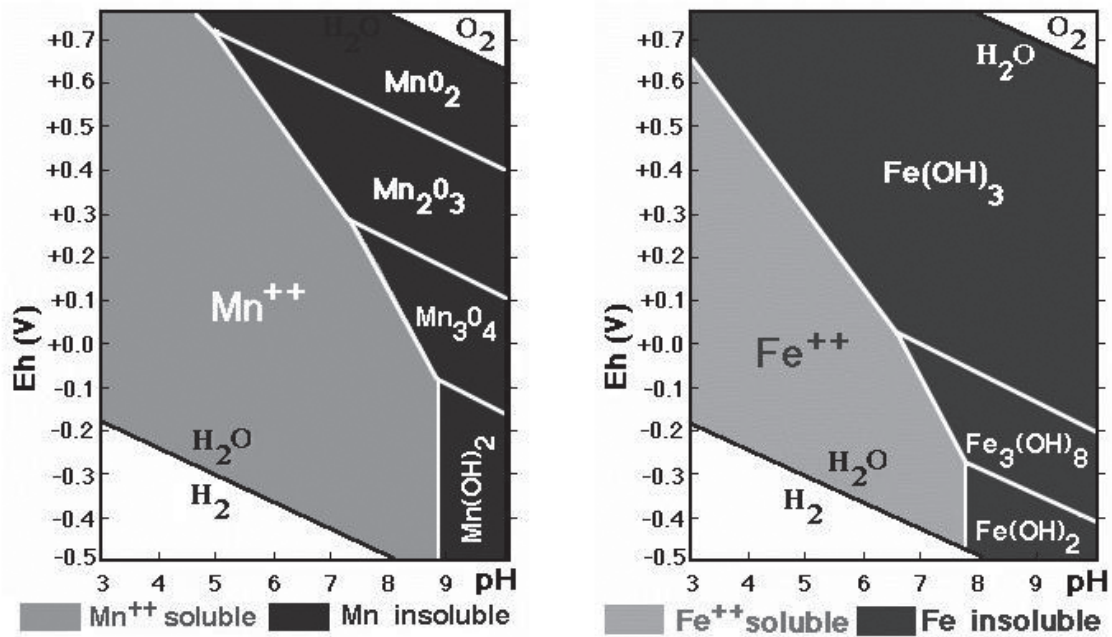 Eh (V)
+0.7
+0.6
+0.5
+0.4
+0.3
+0.2
+0.1
+0.0
-0.1
-0.2
-0.3
-0.4
-0.5
H₂O
O₂
Mn0₂
Mn₂0₃
Mn⁺⁺
Mn₃0₄
H₂O
H₂
Mn(OH)₂
3 4 5 6 7 8 9 pH
Mn⁺⁺ soluble Mn insoluble
Eh (V)
+0.7
+0.6
+0.5
+0.4
+0.3
+0.2
+0.1
+0.0
-0.1
-0.2
-0.3
-0.4
-0.5
O₂
H₂O
Fe(OH)₃
Fe⁺⁺
Fe₃(OH)₈
H₂O
H₂
Fe(OH)₂
3 4 5 6 7 8 9 pH
Fe⁺⁺ soluble Fe insoluble